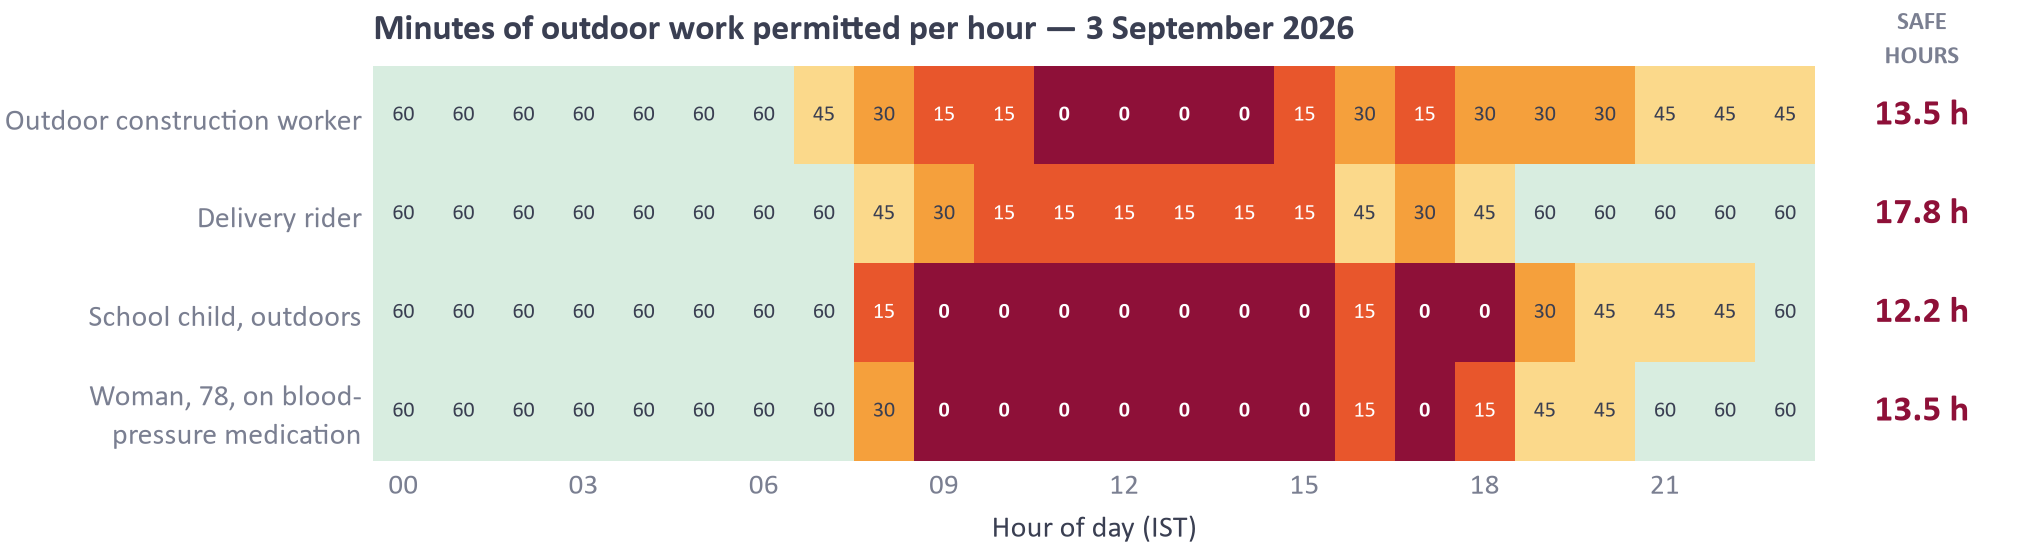 Minutes of outdoor work permitted per hour — 3 September 2026
SAFE
HOURS
Outdoor construction worker 60 60 60 60 60 60 60 45 30 15 15 0 0 0 0 15 30 15 30 30 30 45 45 45 13.5 h
Delivery rider 60 60 60 60 60 60 60 60 45 30 15 15 15 15 15 15 45 30 45 60 60 60 60 60 17.8 h
School child, outdoors 60 60 60 60 60 60 60 60 15 0 0 0 0 0 0 0 15 0 0 30 45 45 45 60 12.2 h
Woman, 78, on blood-
pressure medication 60 60 60 60 60 60 60 60 30 0 0 0 0 0 0 0 15 0 15 45 45 60 60 60 13.5 h
00 03 06 09 12 15 18 21
Hour of day (IST)